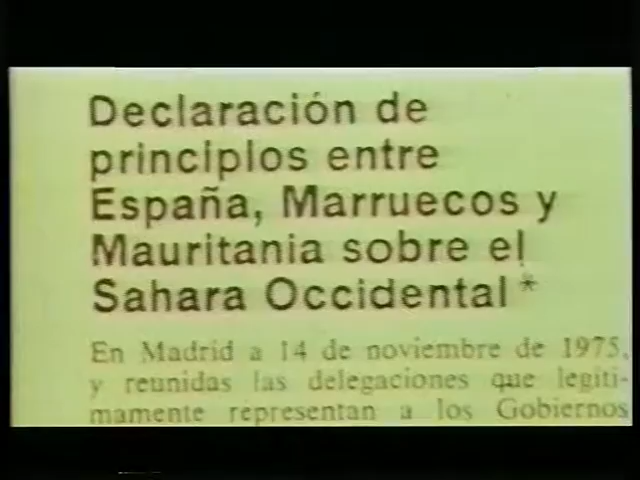 Declaración de
principios entre
España, Marruecos y
Mauritania sobre el
Sahara Occidental *
En Madrid a 14 de noviembre de 1975,
y reunidas las delegaciones que legíti-
mamente representan a los Gobiernos